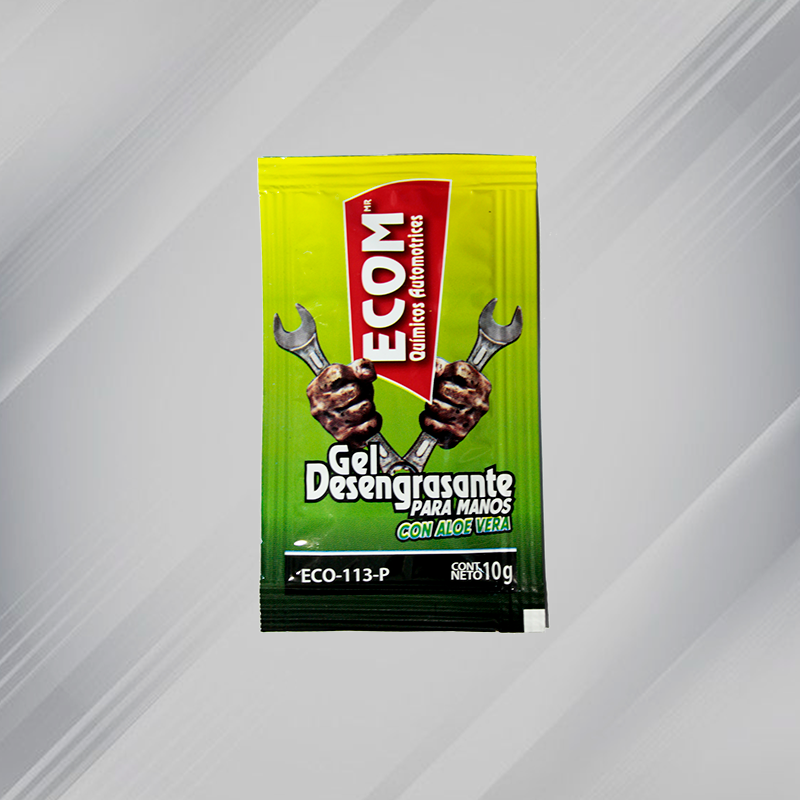 ECOM MR
Químicos Automotrices
Gel
Desengrasante
PARA MANOS
CON ALOE VERA
ECO-113-P
CONT.
NETO 10g